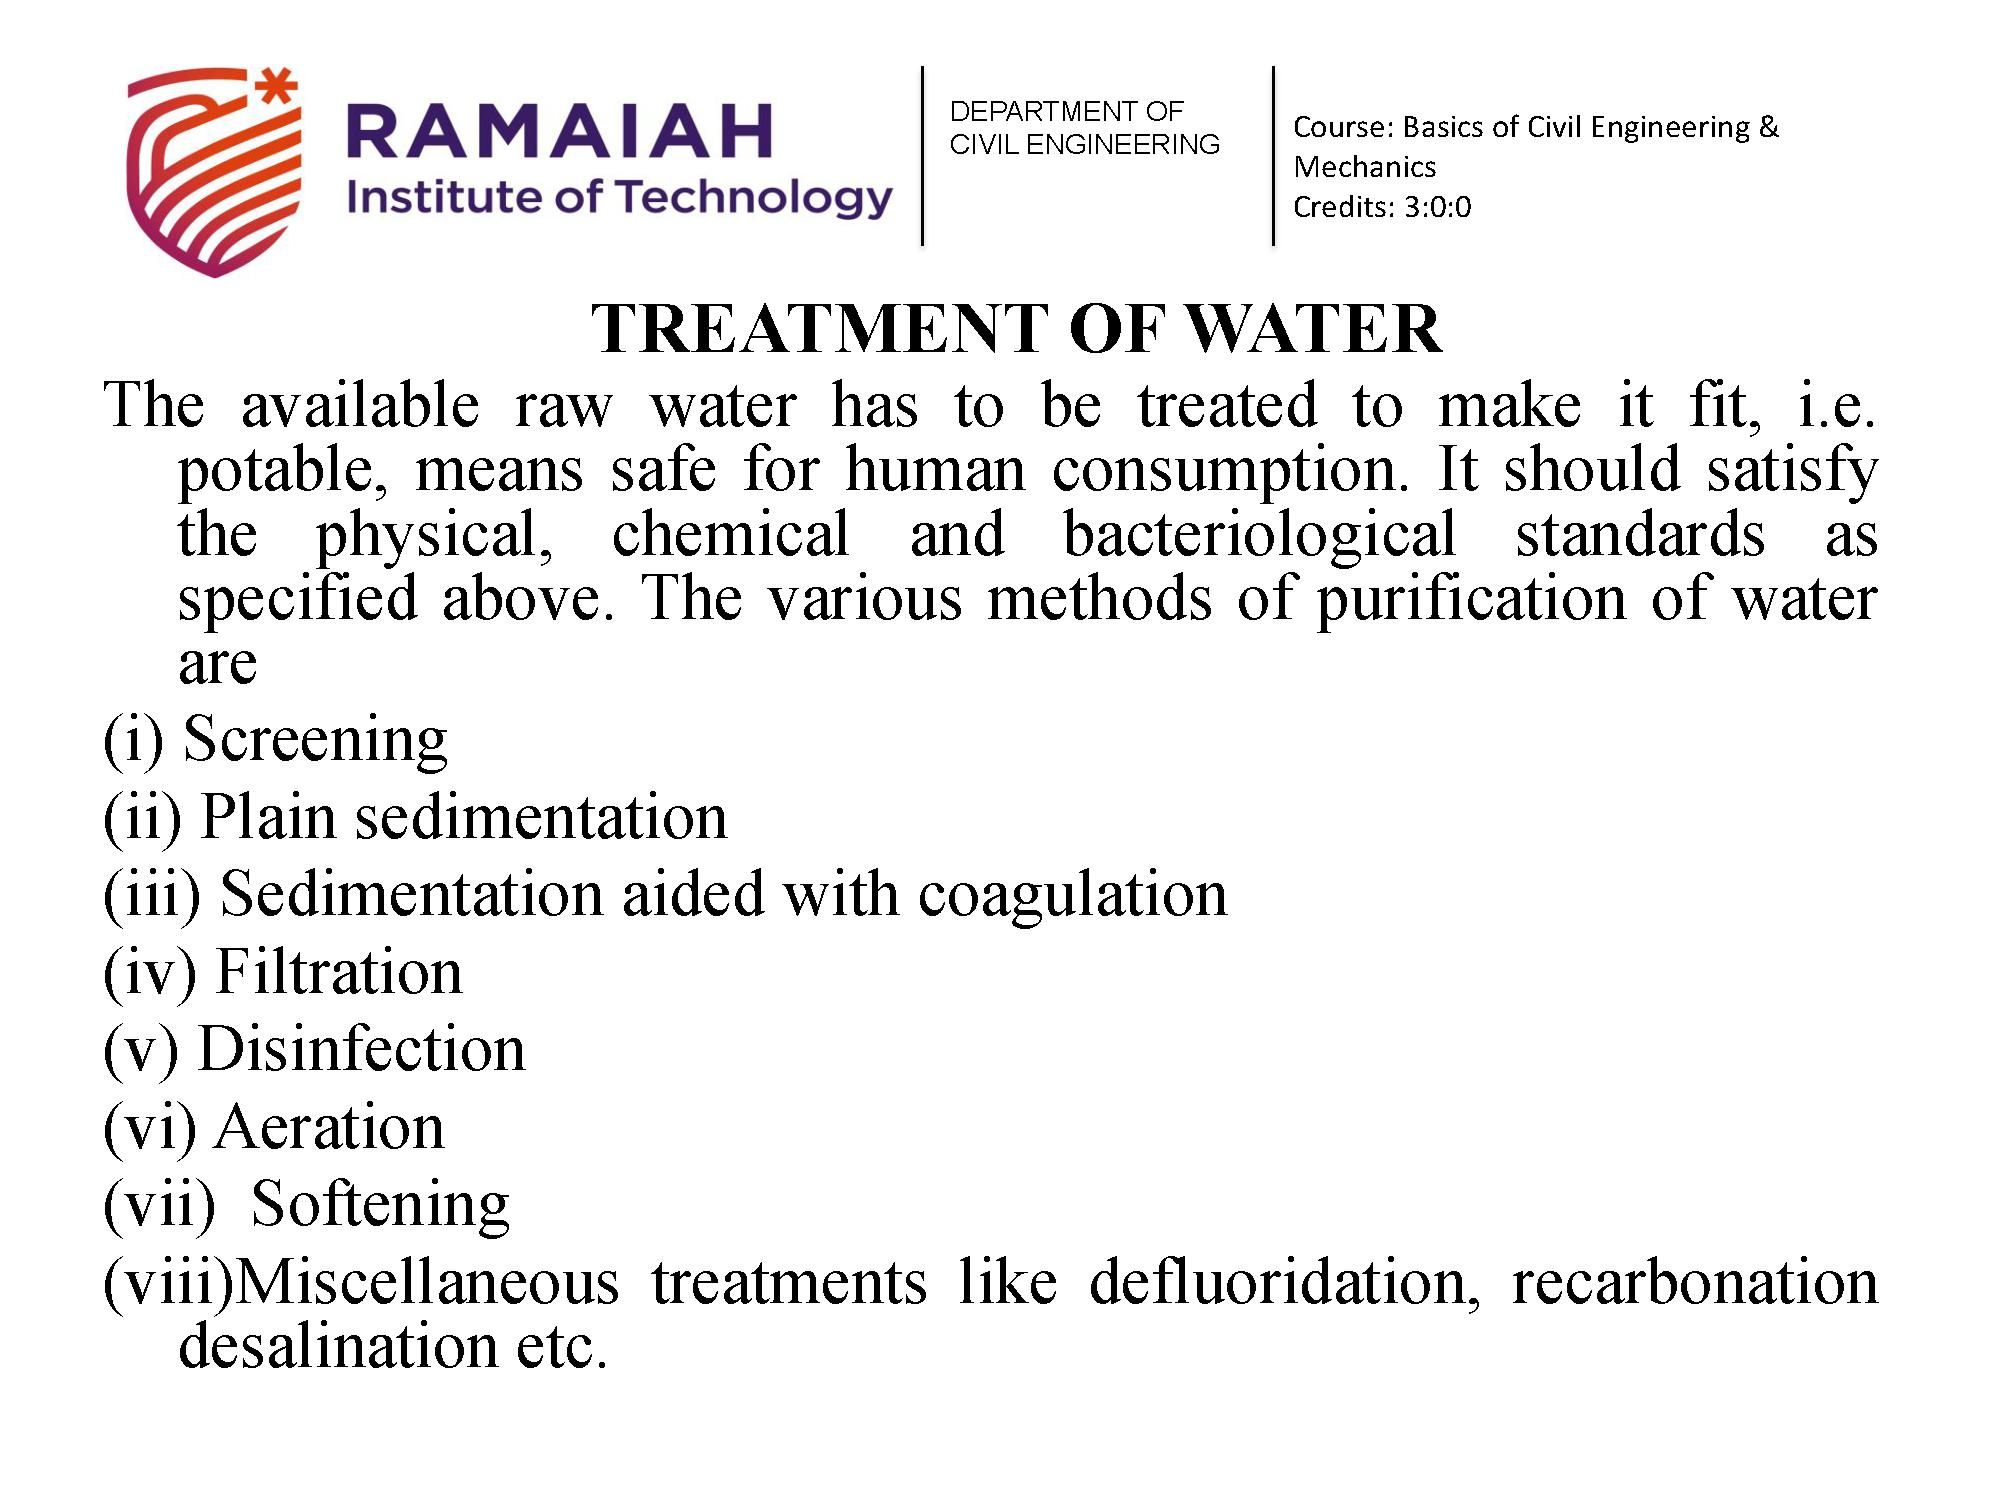 RAMAIAH
Institute of Technology
DEPARTMENT OF
CIVIL ENGINEERING
Course: Basics of Civil Engineering &
Mechanics
Credits: 3:0:0
TREATMENT OF WATER
The available raw water has to be treated to make it fit, i.e.
potable, means safe for human consumption. It should satisfy
the physical, chemical and bacteriological standards as
specified above. The various methods of purification of water
are
(i) Screening
(ii) Plain sedimentation
(iii) Sedimentation aided with coagulation
(iv) Filtration
(v) Disinfection
(vi) Aeration
(vii) Softening
(viii)Miscellaneous treatments like defluoridation, recarbonation
desalination etc.